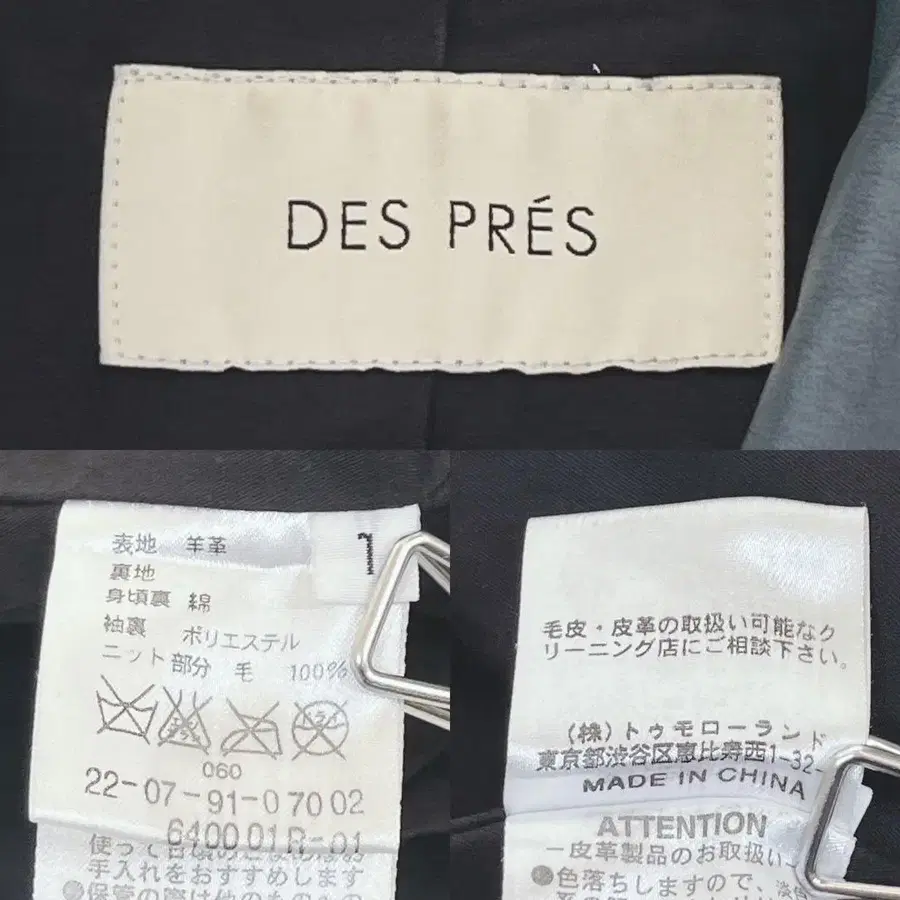 DES PRÉS
表地 羊革
裏地
身頃裏 綿
袖裏 ポリエステル
ニット部分 毛 100%
1
060
22-07-91-07002
6400 01R-01
手入れをおすすめします
毛皮・皮革の取扱い可能なク
リーニング店にご相談下さい。
(株)トゥモローランド
東京都渋谷区恵比寿西1-32-
MADE IN CHINA
ATTENTION
－皮革製品のお取扱い
●色落ちしますので、淡色